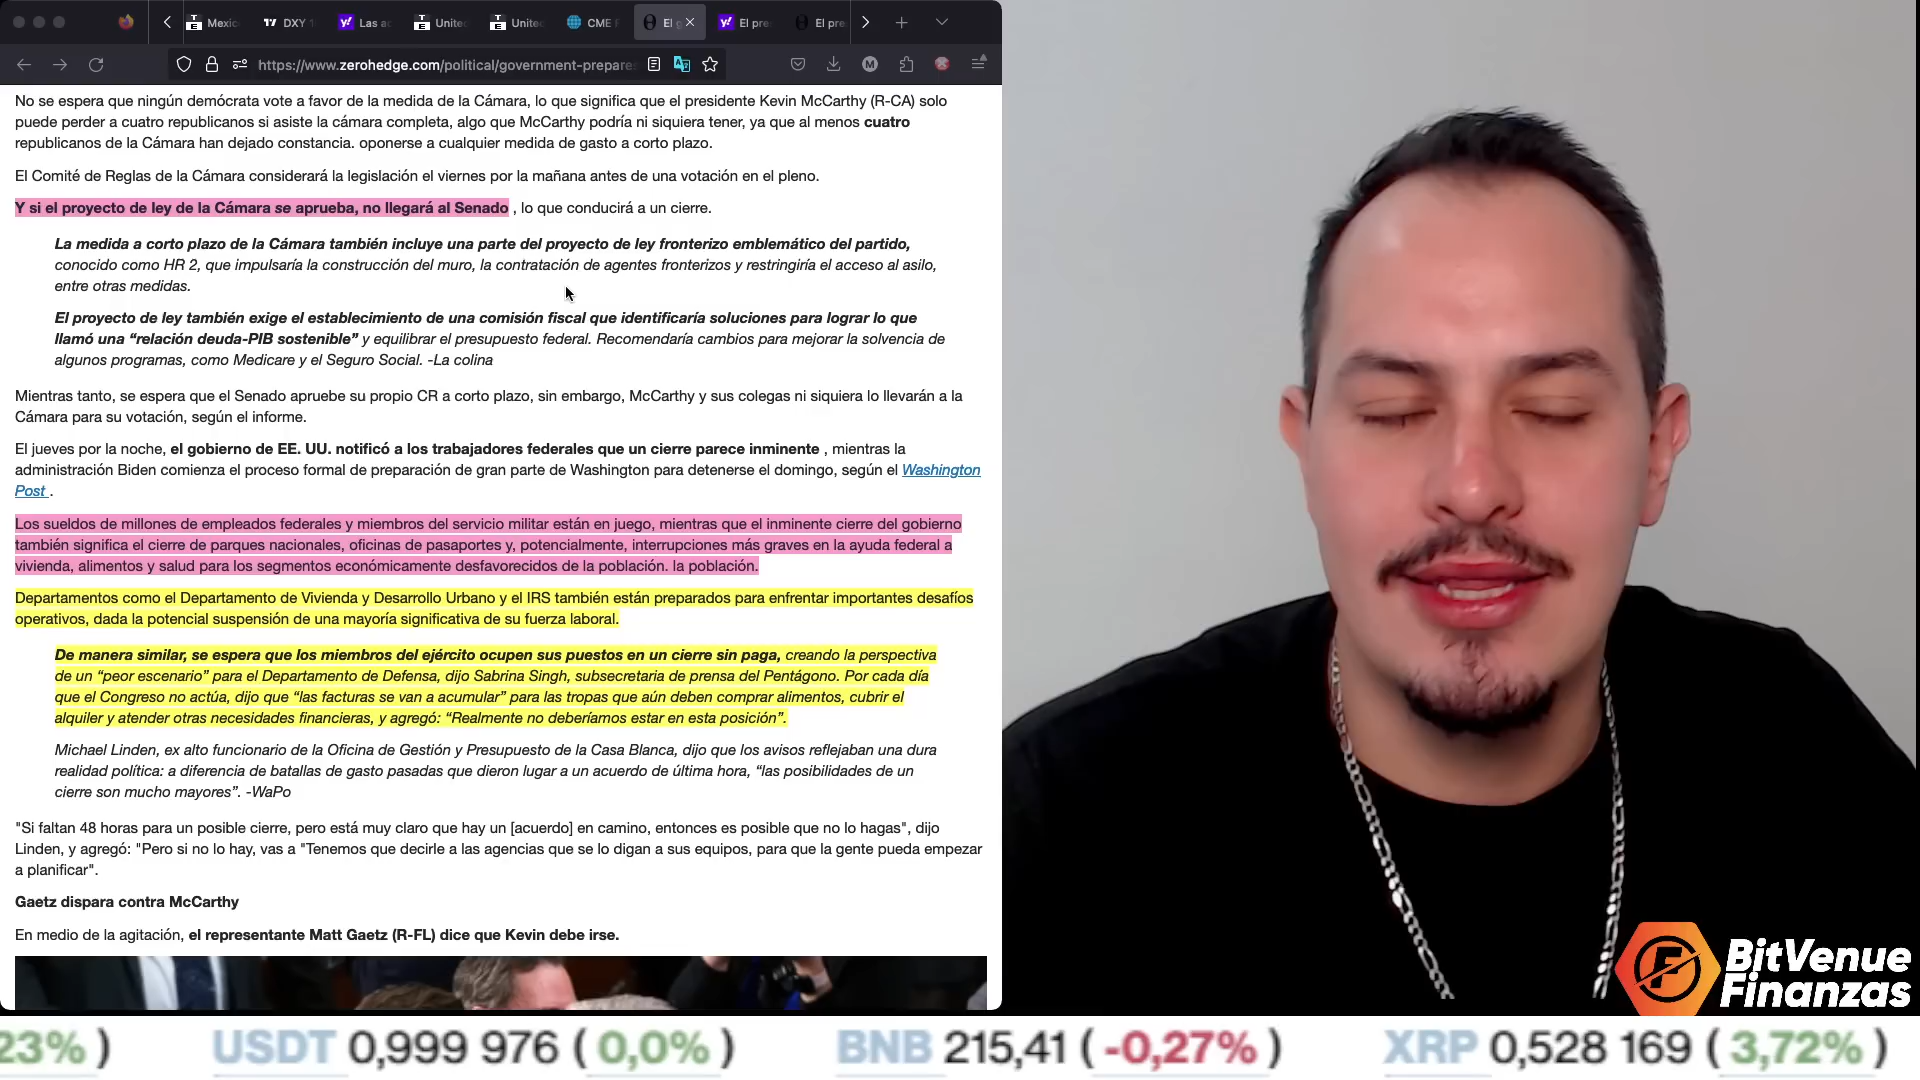 Mexic
DXY 1
Las ac
Unite
Unite
CME F
El g
El pre
El pre
https://www.zerohedge.com/political/government-prepare
No se espera que ningún demócrata vote a favor de la medida de la Cámara, lo que significa que el presidente Kevin McCarthy (R-CA) solo
puede perder a cuatro republicanos si asiste la cámara completa, algo que McCarthy podría ni siquiera tener, ya que al menos cuatro
republicanos de la Cámara han dejado constancia. oponerse a cualquier medida de gasto a corto plazo.
El Comité de Reglas de la Cámara considerará la legislación el viernes por la mañana antes de una votación en el pleno.
Y si el proyecto de ley de la Cámara se aprueba, no llegará al Senado , lo que conducirá a un cierre.
La medida a corto plazo de la Cámara también incluye una parte del proyecto de ley fronterizo emblemático del partido,
conocido como HR 2, que impulsaría la construcción del muro, la contratación de agentes fronterizos y restringiría el acceso al asilo,
entre otras medidas.
El proyecto de ley también exige el establecimiento de una comisión fiscal que identificaría soluciones para lograr lo que
llamó una “relación deuda-PIB sostenible” y equilibrar el presupuesto federal. Recomendaría cambios para mejorar la solvencia de
algunos programas, como Medicare y el Seguro Social. -La colina
Mientras tanto, se espera que el Senado apruebe su propio CR a corto plazo, sin embargo, McCarthy y sus colegas ni siquiera lo llevarán a la
Cámara para su votación, según el informe.
El jueves por la noche, el gobierno de EE. UU. notificó a los trabajadores federales que un cierre parece inminente , mientras la
administración Biden comienza el proceso formal de preparación de gran parte de Washington para detenerse el domingo, según el Washington
Post .
Los sueldos de millones de empleados federales y miembros del servicio militar están en juego, mientras que el inminente cierre del gobierno
también significa el cierre de parques nacionales, oficinas de pasaportes y, potencialmente, interrupciones más graves en la ayuda federal a
vivienda, alimentos y salud para los segmentos económicamente desfavorecidos de la población. la población.
Departamentos como el Departamento de Vivienda y Desarrollo Urbano y el IRS también están preparados para enfrentar importantes desafíos
operativos, dada la potencial suspensión de una mayoría significativa de su fuerza laboral.
De manera similar, se espera que los miembros del ejército ocupen sus puestos en un cierre sin paga, creando la perspectiva
de un “peor escenario” para el Departamento de Defensa, dijo Sabrina Singh, subsecretaria de prensa del Pentágono. Por cada día
que el Congreso no actúa, dijo que “las facturas se van a acumular” para las tropas que aún deben comprar alimentos, cubrir el
alquiler y atender otras necesidades financieras, y agregó: “Realmente no deberíamos estar en esta posición”.
Michael Linden, ex alto funcionario de la Oficina de Gestión y Presupuesto de la Casa Blanca, dijo que los avisos reflejaban una dura
realidad política: a diferencia de batallas de gasto pasadas que dieron lugar a un acuerdo de última hora, “las posibilidades de un
cierre son mucho mayores”. -WaPo
"Si faltan 48 horas para un posible cierre, pero está muy claro que hay un [acuerdo] en camino, entonces es posible que no lo hagas", dijo
Linden, y agregó: "Pero si no lo hay, vas a "Tenemos que decirle a las agencias que se lo digan a sus equipos, para que la gente pueda empezar
a planificar".
Gaetz dispara contra McCarthy
En medio de la agitación, el representante Matt Gaetz (R-FL) dice que Kevin debe irse.
BitVenue
Finanzas
23% ) USDT 0,999 976 ( 0,0% ) BNB 215,41 ( -0,27% ) XRP 0,528 169 ( 3,72% )